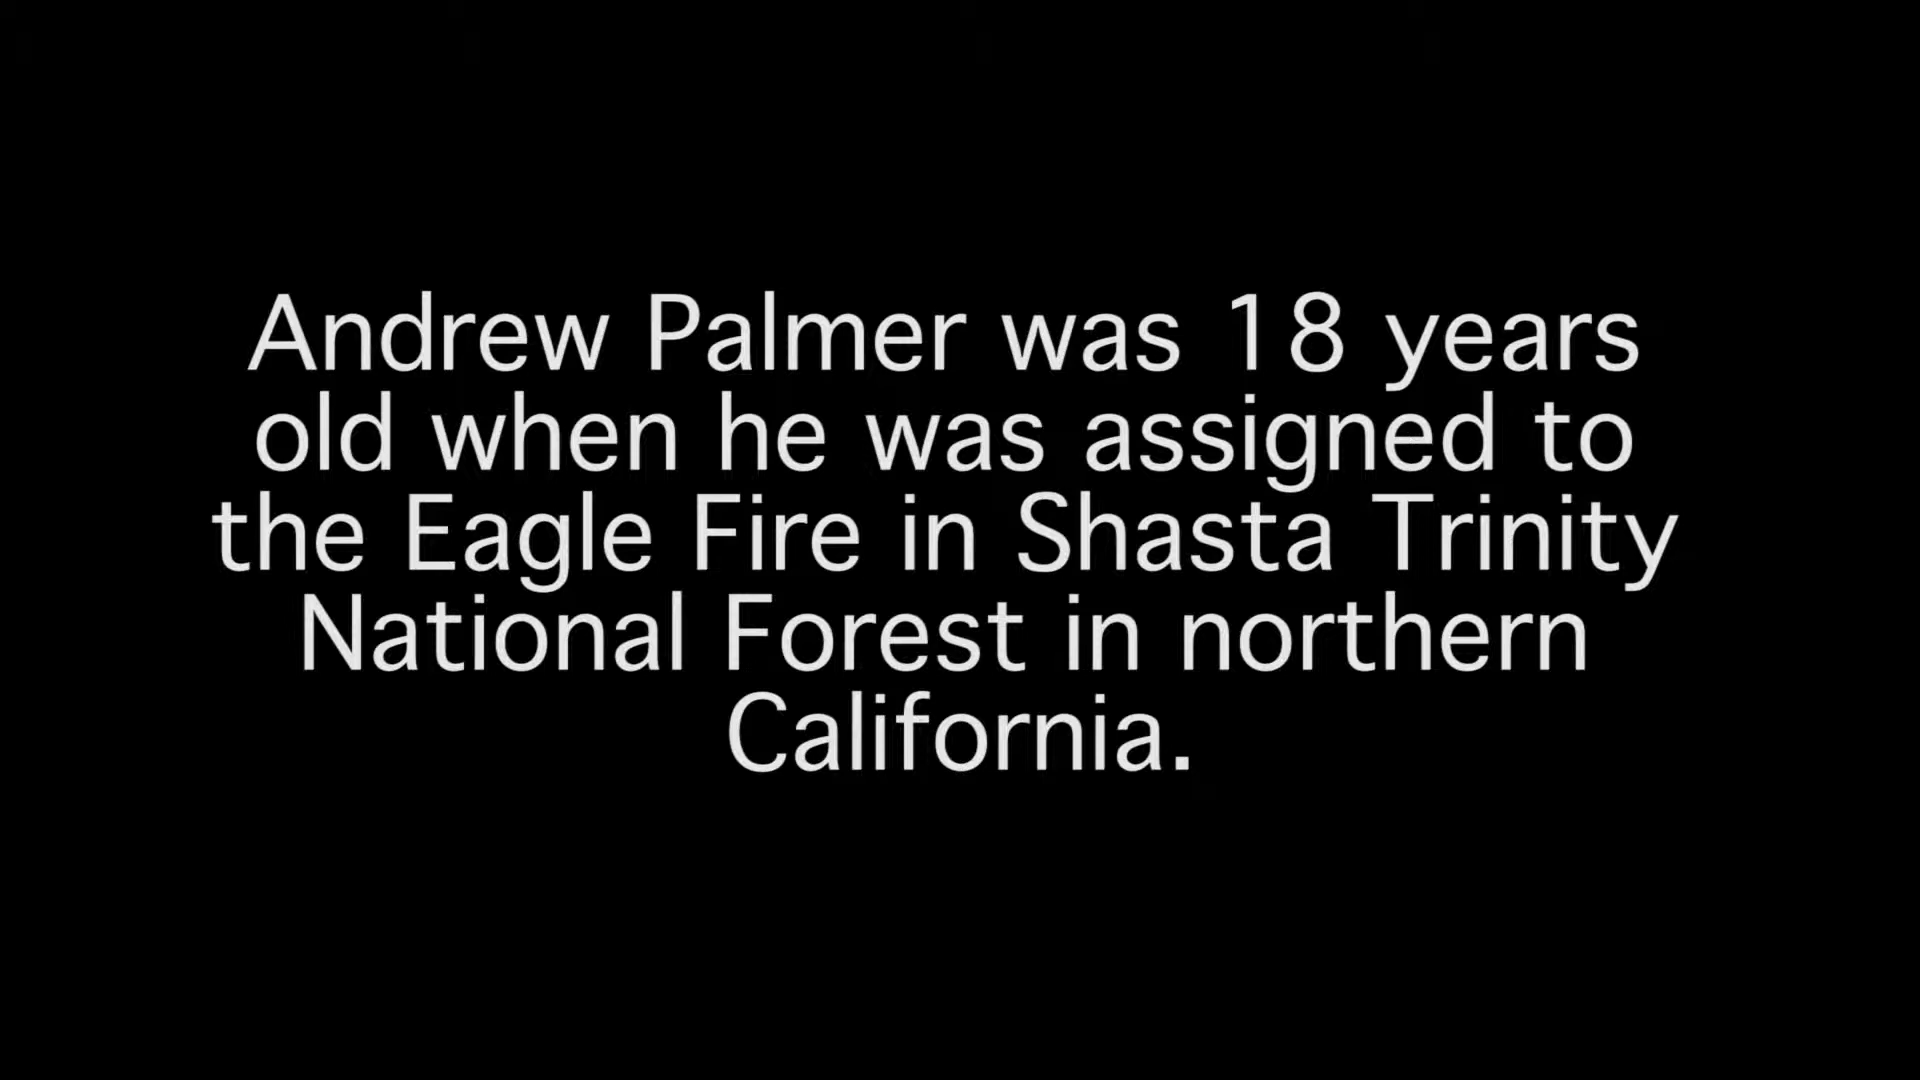 Andrew Palmer was 18 years
old when he was assigned to
the Eagle Fire in Shasta Trinity
National Forest in northern
California.